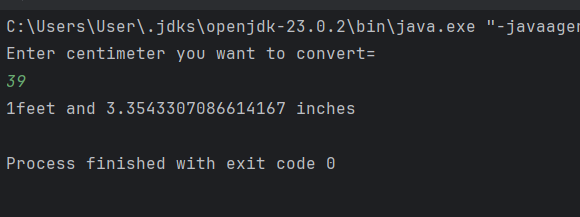 C:\Users\User\.jdks\openjdk-23.0.2\bin\java.exe "-javaagen
Enter centimeter you want to convert=
39
1feet and 3.3543307086614167 inches
Process finished with exit code 0